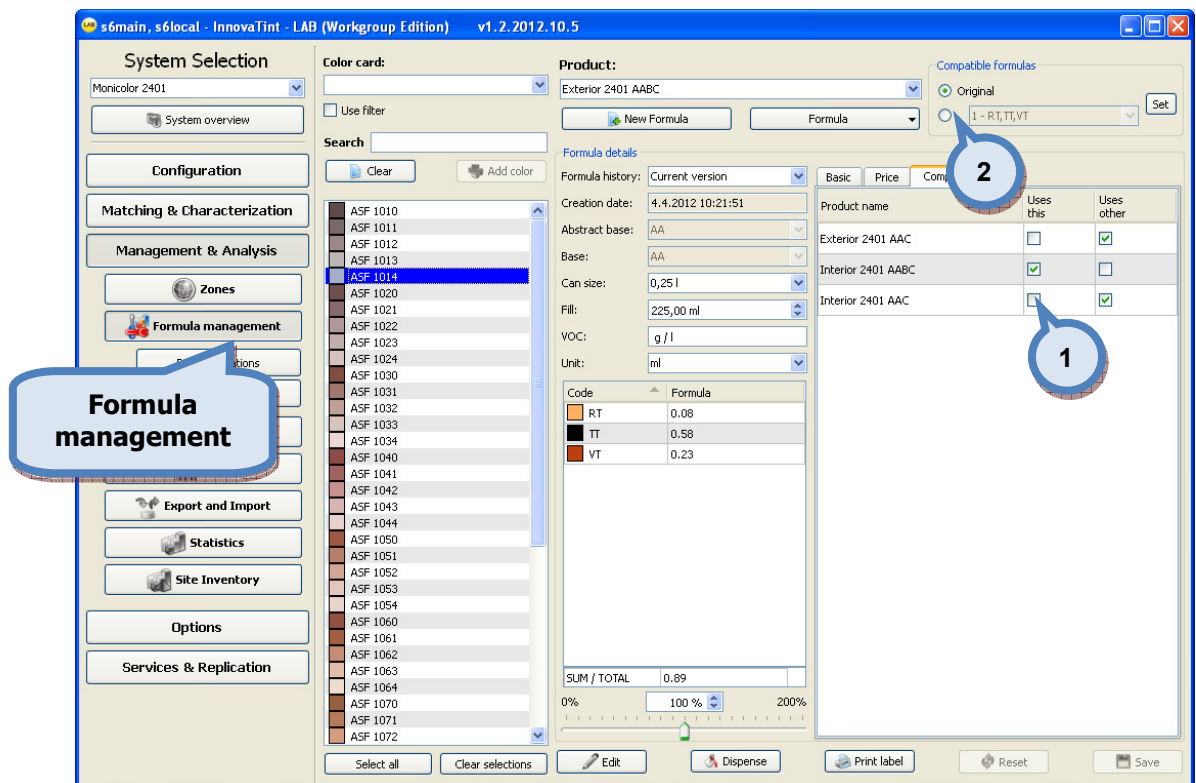 LAB s6main, s6local - InnovaTint - LAB (Workgroup Edition) v1.2.2012.10.5
System Selection
Monicolor 2401
System overview
Configuration
Matching & Characterization
Management & Analysis
Zones
Formula management
Formula
management
Export and Import
Statistics
Site Inventory
Options
Services & Replication
Color card:
Use filter
Search
Clear
Add color
ASF 1010
ASF 1011
ASF 1012
ASF 1013
ASF 1014
ASF 1020
ASF 1021
ASF 1022
ASF 1023
ASF 1024
ASF 1030
ASF 1031
ASF 1032
ASF 1033
ASF 1034
ASF 1040
ASF 1041
ASF 1042
ASF 1043
ASF 1044
ASF 1050
ASF 1051
ASF 1052
ASF 1053
ASF 1054
ASF 1060
ASF 1061
ASF 1062
ASF 1063
ASF 1064
ASF 1070
ASF 1071
ASF 1072
Select all
Clear selections
Product:
Exterior 2401 AABC
New Formula
Formula
Compatible formulas
Original
1 - RT,TT,VT
Set
2
Formula details
Formula history: Current version
Creation date: 4.4.2012 10:21:51
Abstract base: AA
Base: AA
Can size: 0,25 l
Fill: 225,00 ml
VOC: g / l
Unit: ml
Code Formula
RT 0.08
TT 0.58
VT 0.23
SUM / TOTAL 0.89
0% 100 % 200%
Basic Price
Product name Uses this Uses other
Exterior 2401 AAC
Interior 2401 AABC
Interior 2401 AAC
1
Edit
Dispense
Print label
Reset
Save